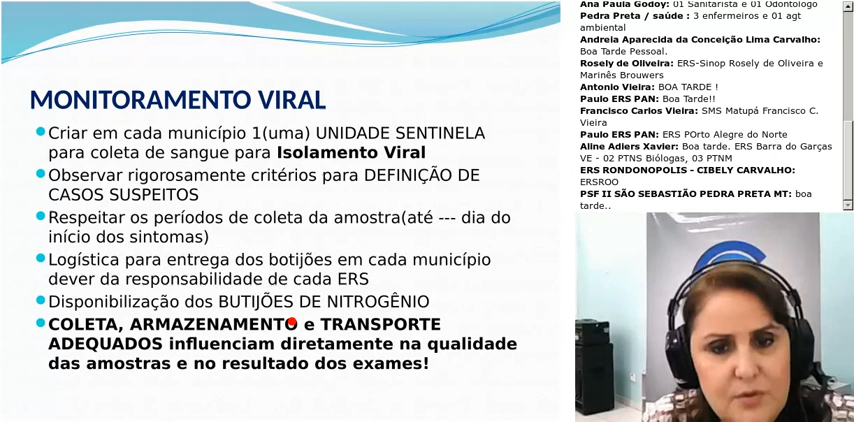 MONITORAMENTO VIRAL
Criar em cada município 1(uma) UNIDADE SENTINELA
para coleta de sangue para Isolamento Viral
Observar rigorosamente critérios para DEFINIÇÃO DE
CASOS SUSPEITOS
Respeitar os períodos de coleta da amostra(até --- dia do
início dos sintomas)
Logística para entrega dos botijões em cada município
dever da responsabilidade de cada ERS
Disponibilização dos BUTIJÕES DE NITROGÊNIO
COLETA, ARMAZENAMENTO e TRANSPORTE
ADEQUADOS influenciam diretamente na qualidade
das amostras e no resultado dos exames!
Ana Paula Godoy: 01 Sanitarista e 01 Odontologo
Pedra Preta / saúde : 3 enfermeiros e 01 agt
ambiental
Andreia Aparecida da Conceição Lima Carvalho:
Boa Tarde Pessoal.
Rosely de Oliveira: ERS-Sinop Rosely de Oliveira e
Marinês Brouwers
Antonio Vieira: BOA TARDE !
Paulo ERS PAN: Boa Tarde!!
Francisco Carlos Vieira: SMS Matupá Francisco C.
Vieira
Paulo ERS PAN: ERS POrto Alegre do Norte
Aline Adiers Xavier: Boa tarde. ERS Barra do Garças
VE - 02 PTNS Biólogas, 03 PTNM
ERS RONDONOPOLIS - CIBELY CARVALHO:
ERSROO
PSF II SÃO SEBASTIÃO PEDRA PRETA MT: boa
tarde..